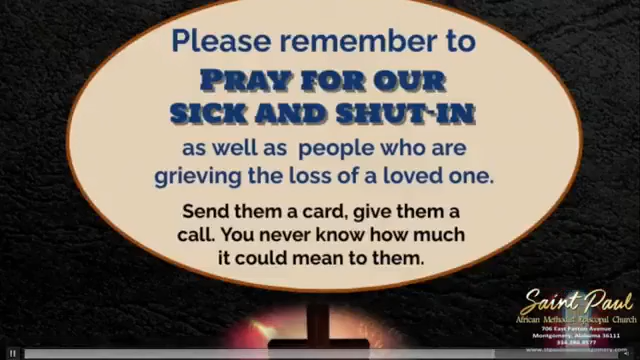 Please remember to
PRAY FOR OUR
SICK AND SHUT-IN
as well as people who are
grieving the loss of a loved one.
Send them a card, give them a
call. You never know how much
it could mean to them.
Saint Paul
African Methodist Episcopal Church
706 East Patton Avenue
Montgomery, Alabama 36111